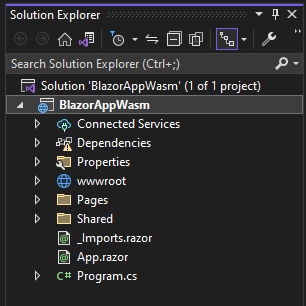 Solution Explorer
Search Solution Explorer (Ctrl+;)
Solution 'BlazorAppWasm' (1 of 1 project)
BlazorAppWasm
Connected Services
Dependencies
Properties
wwwroot
Pages
Shared
_Imports.razor
App.razor
C# Program.cs